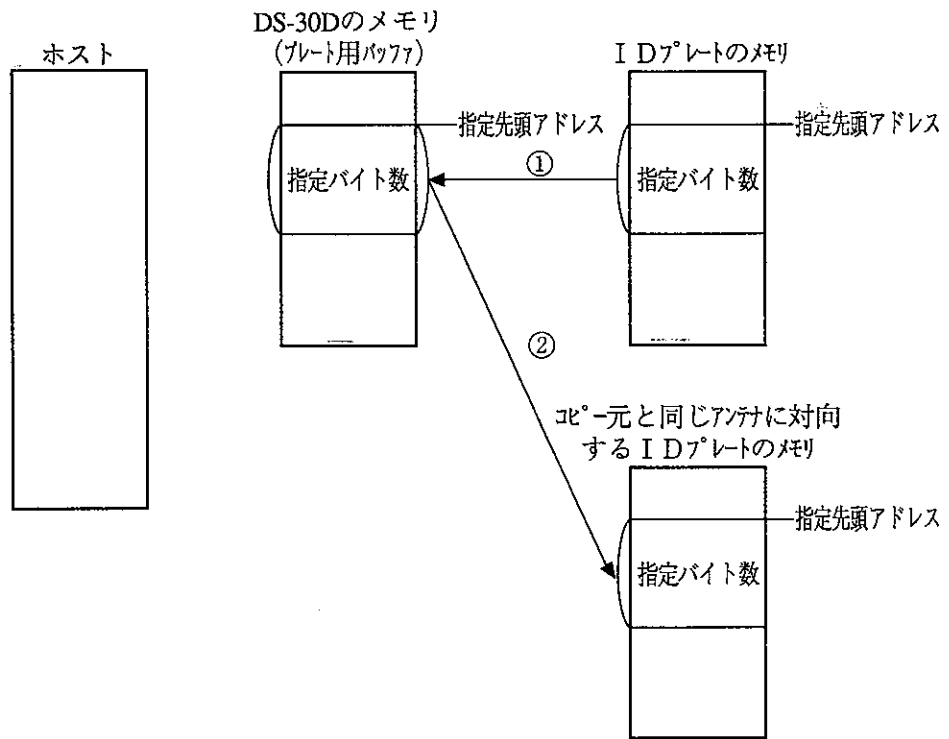 ホスト
DS-30Dのメモリ
(プレート用バッファ)
ＩＤプレートのメモリ
指定先頭アドレス
指定先頭アドレス
指定バイト数
①
指定バイト数
②
コピー元と同じアンテナに対向
するＩＤプレートのメモリ
指定先頭アドレス
指定バイト数